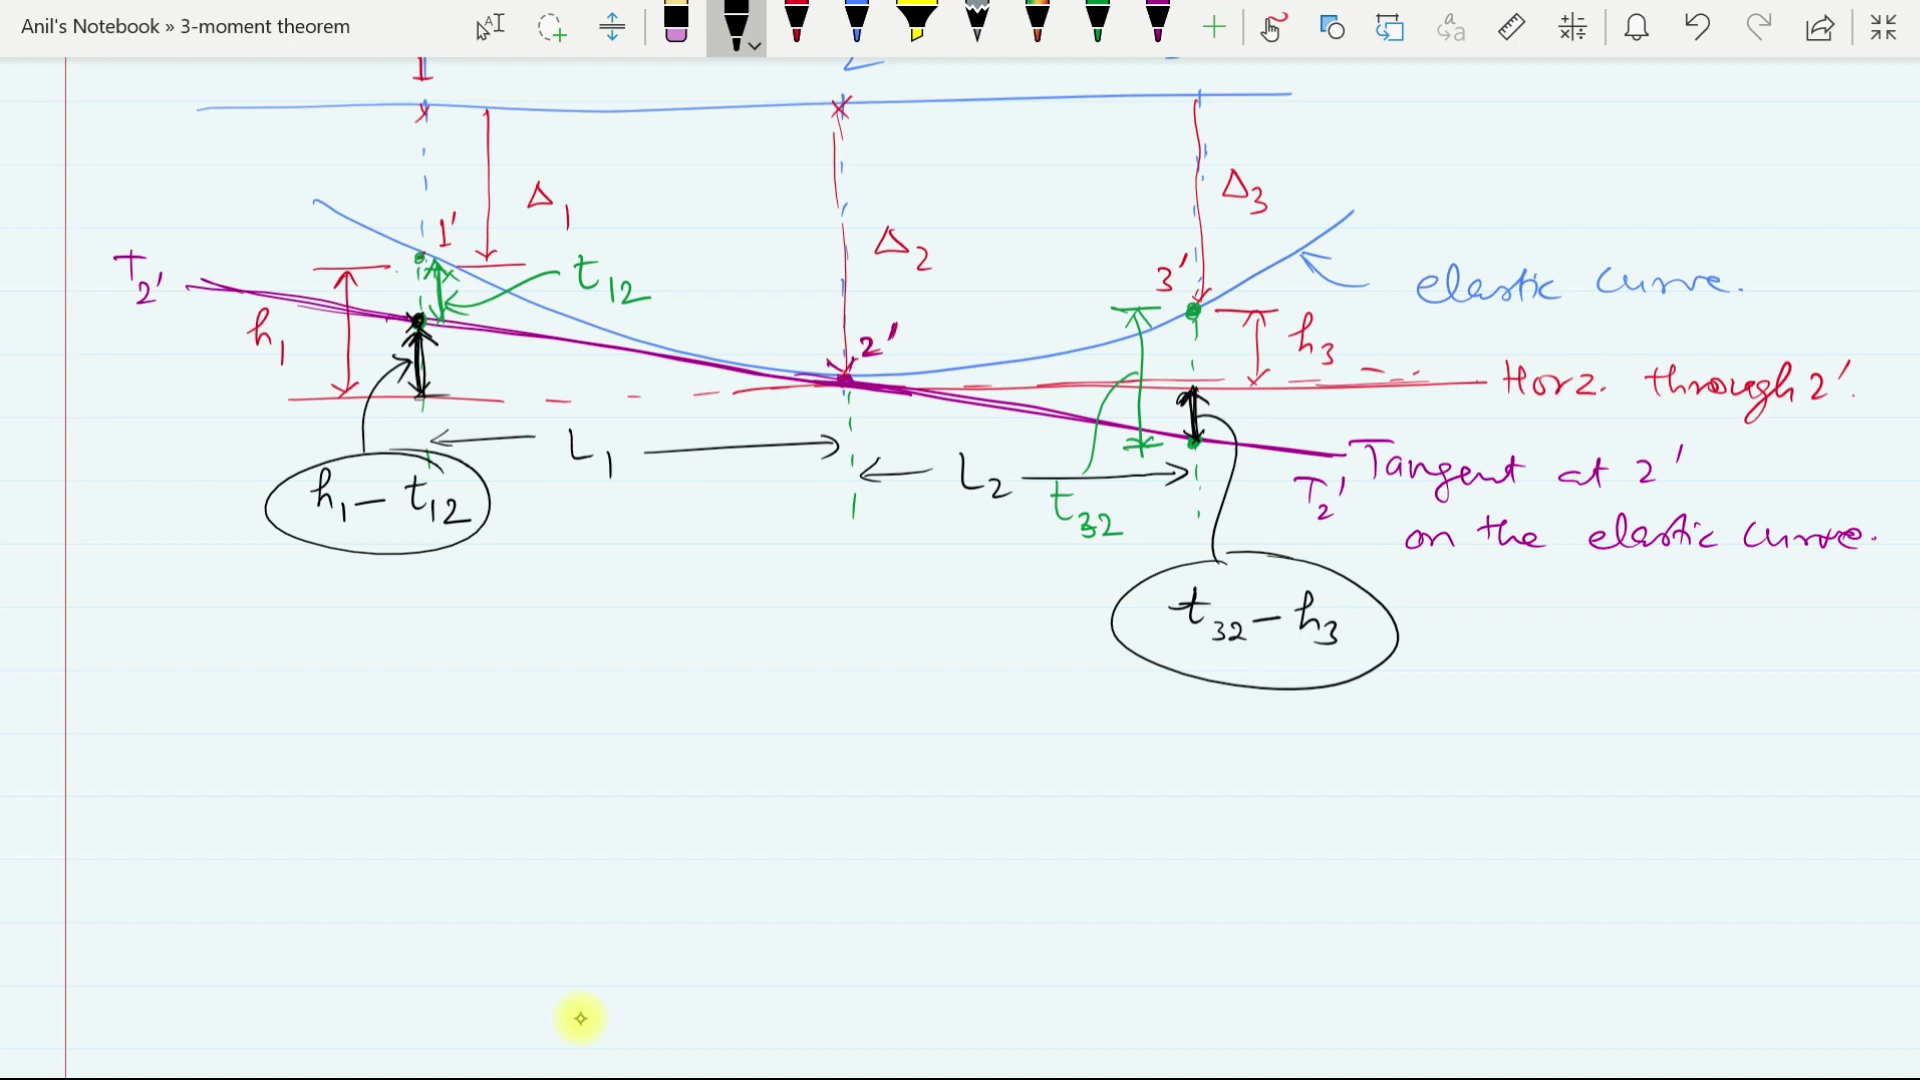 Anil's Notebook » 3-moment theorem
1
Δ₁
Δ₂
Δ₃
1'
2'
3'
T₂'
h₁
t₁₂
h₃
elastic curve.
Horz. through 2'.
L₁
L₂
t₃₂
h₁ - t₁₂
T₂'
Tangent at 2'
on the elastic curve.
t₃₂ - h₃